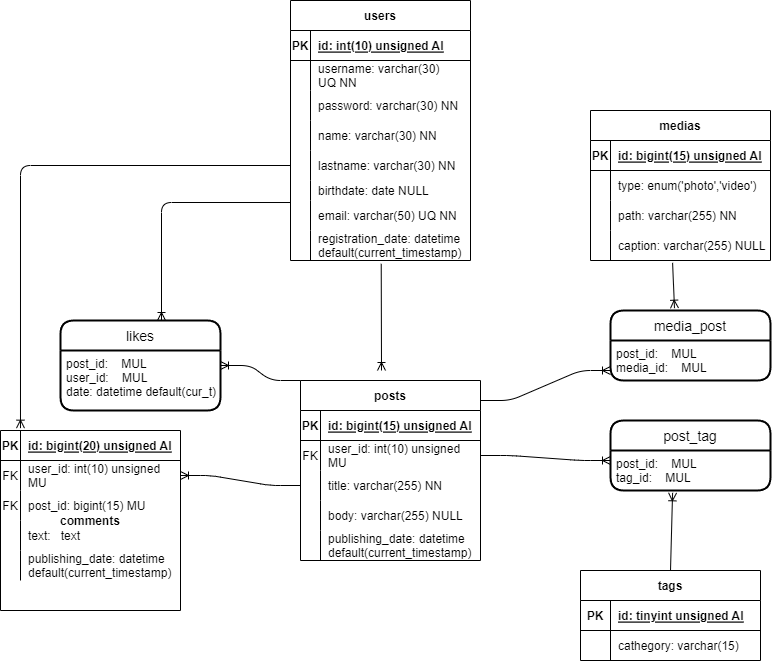 users
PK
id: int(10) unsigned AI
username: varchar(30)
UQ NN
password: varchar(30) NN
name: varchar(30) NN
lastname: varchar(30) NN
birthdate: date NULL
email: varchar(50) UQ NN
registration_date: datetime
default(current_timestamp)
medias
PK
id: bigint(15) unsigned AI
type: enum('photo','video')
path: varchar(255) NN
caption: varchar(255) NULL
likes
post_id: MUL
user_id: MUL
date: datetime default(cur_t)
media_post
post_id: MUL
media_id: MUL
posts
PK
id: bigint(15) unsigned AI
FK
user_id: int(10) unsigned
MU
title: varchar(255) NN
body: varchar(255) NULL
publishing_date: datetime
default(current_timestamp)
post_tag
post_id: MUL
tag_id: MUL
PK
id: bigint(20) unsigned AI
FK
user_id: int(10) unsigned
MU
FK
post_id: bigint(15) MU
comments
text: text
publishing_date: datetime
default(current_timestamp)
tags
PK
id: tinyint unsigned AI
cathegory: varchar(15)